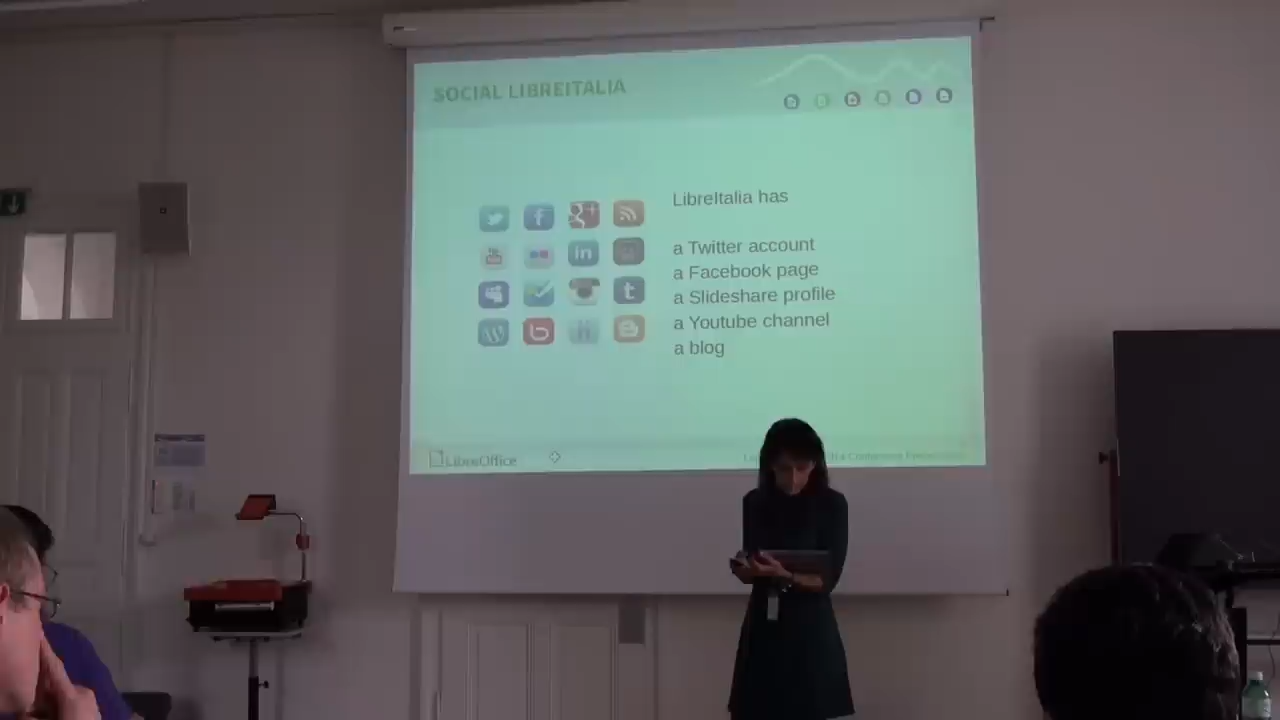 SOCIAL LIBREITALIA
LibreItalia has
a Twitter account
a Facebook page
a Slideshare profile
a Youtube channel
a blog
LibreOffice